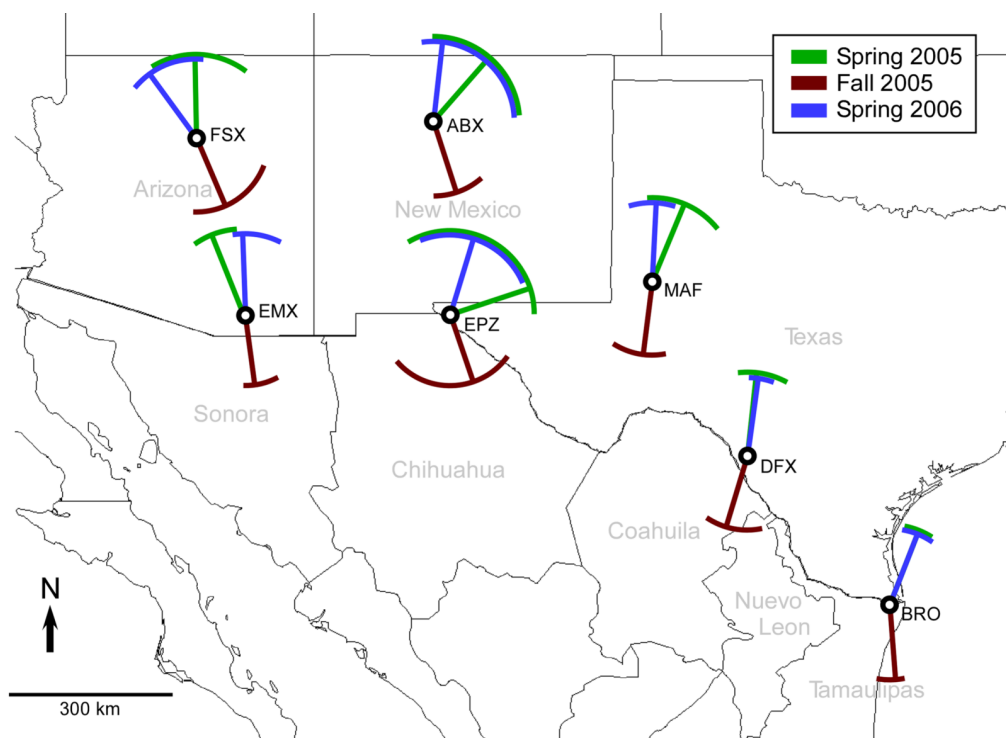 Spring 2005
Fall 2005
Spring 2006
FSX
ABX
Arizona
New Mexico
MAF
EMX
EPZ
Texas
Sonora
Chihuahua
DFX
Coahuila
N
Nuevo
Leon
BRO
Tamaulipas
300 km